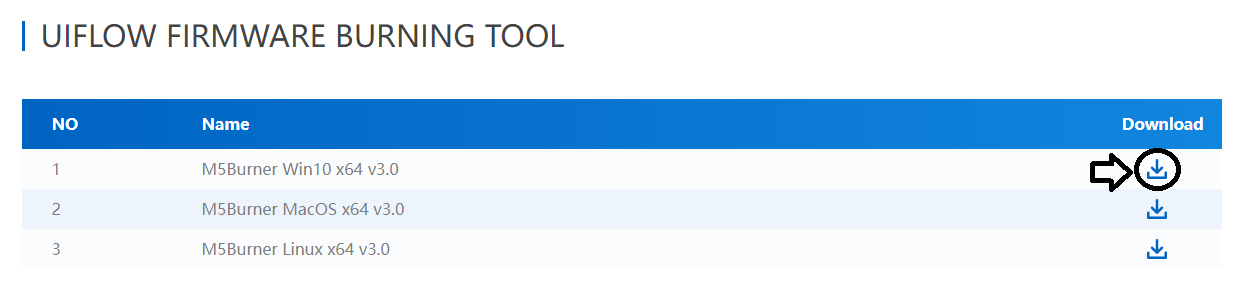 UIFLOW FIRMWARE BURNING TOOL
NO Name Download
1 M5Burner Win10 x64 v3.0
2 M5Burner MacOS x64 v3.0
3 M5Burner Linux x64 v3.0